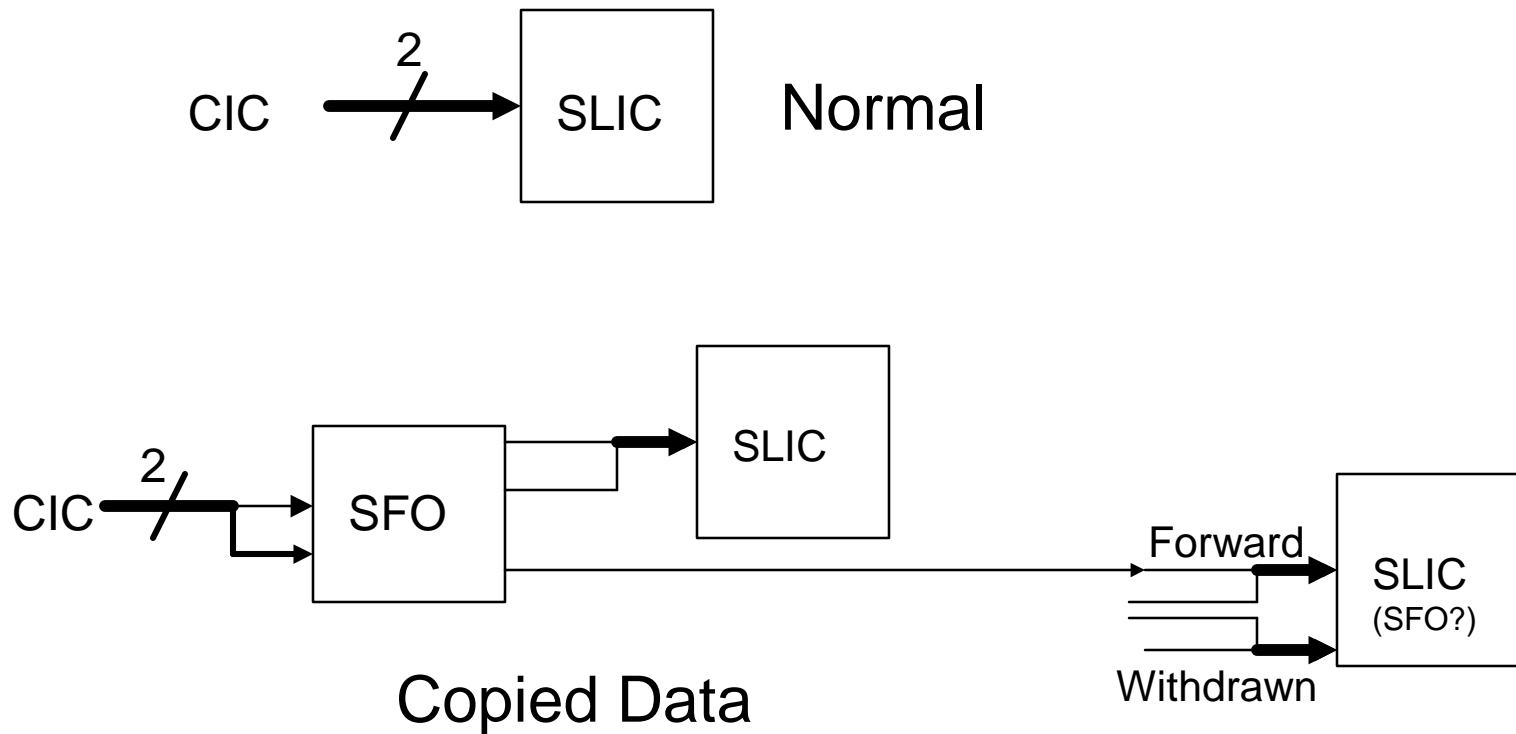 2
CIC
SLIC
Normal
SLIC
2
CIC
SFO
Forward
SLIC
(SFO?)
Withdrawn
Copied Data